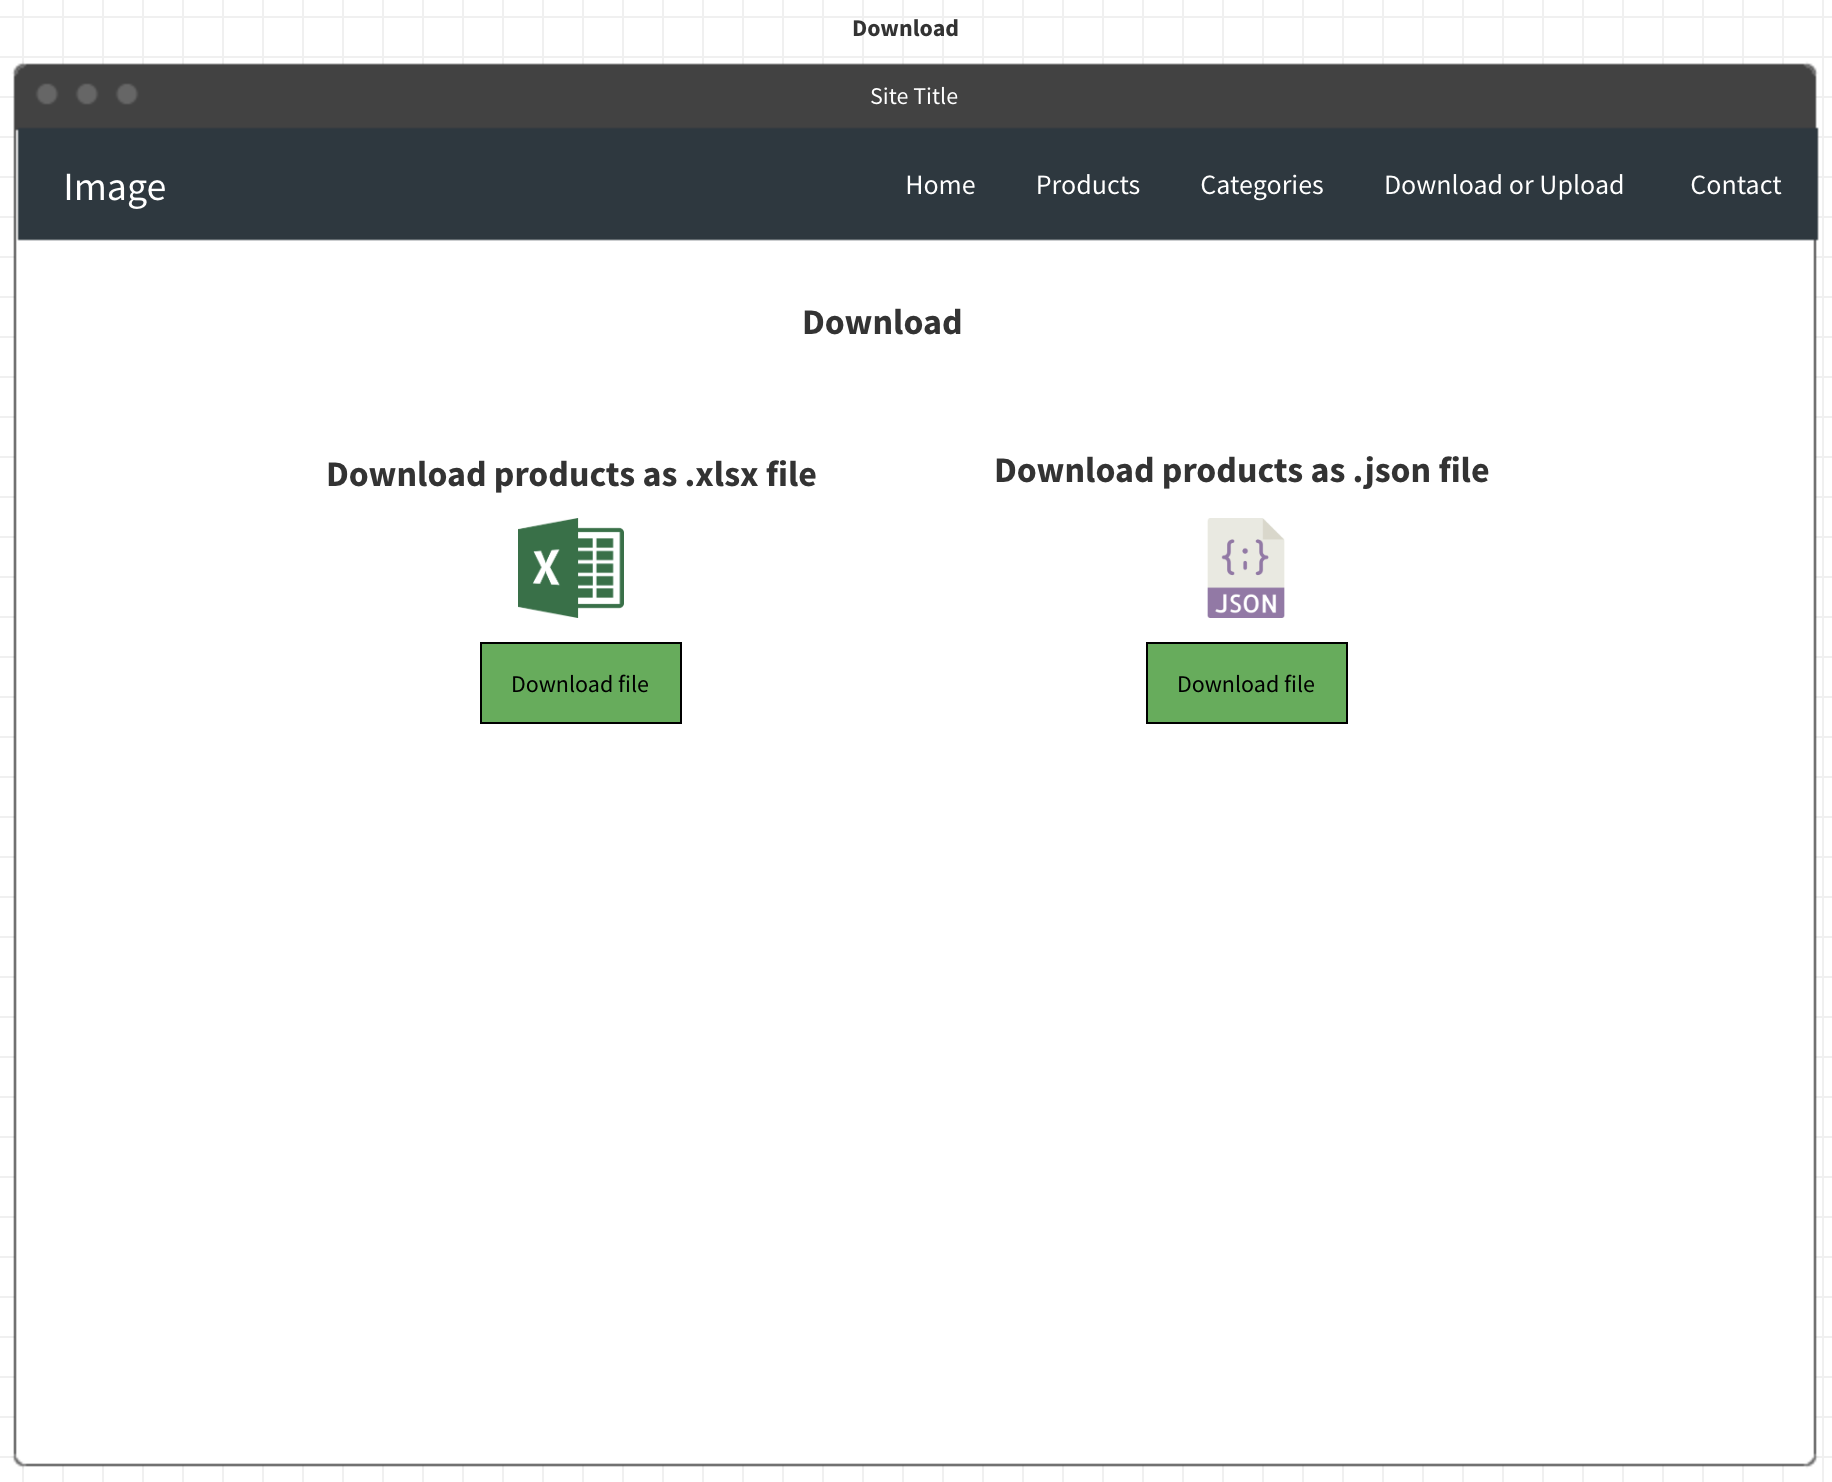 Download
Site Title
Image
Home
Products
Categories
Download or Upload
Contact
Download
Download products as .xlsx file
Download products as .json file
X
{;}
JSON
Download file
Download file